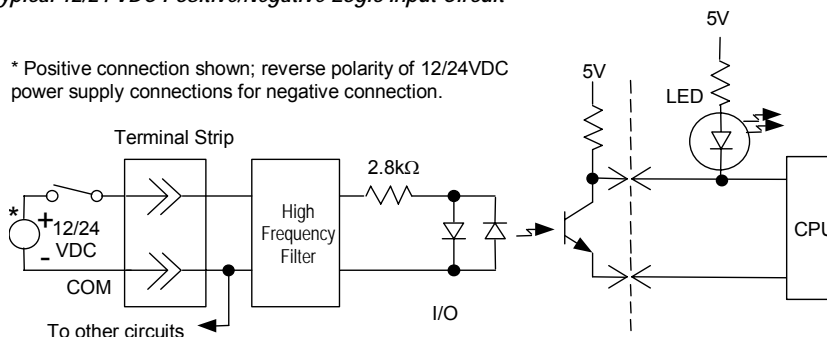 12/24 VDC Positive/Negative Logic Input Circuit
* Positive connection shown; reverse polarity of 12/24VDC
power supply connections for negative connection.
5V
5V
LED
Terminal Strip
2.8kΩ
*
+
12/24
VDC
-
High
Frequency
Filter
CPU
COM
I/O
To other circuits